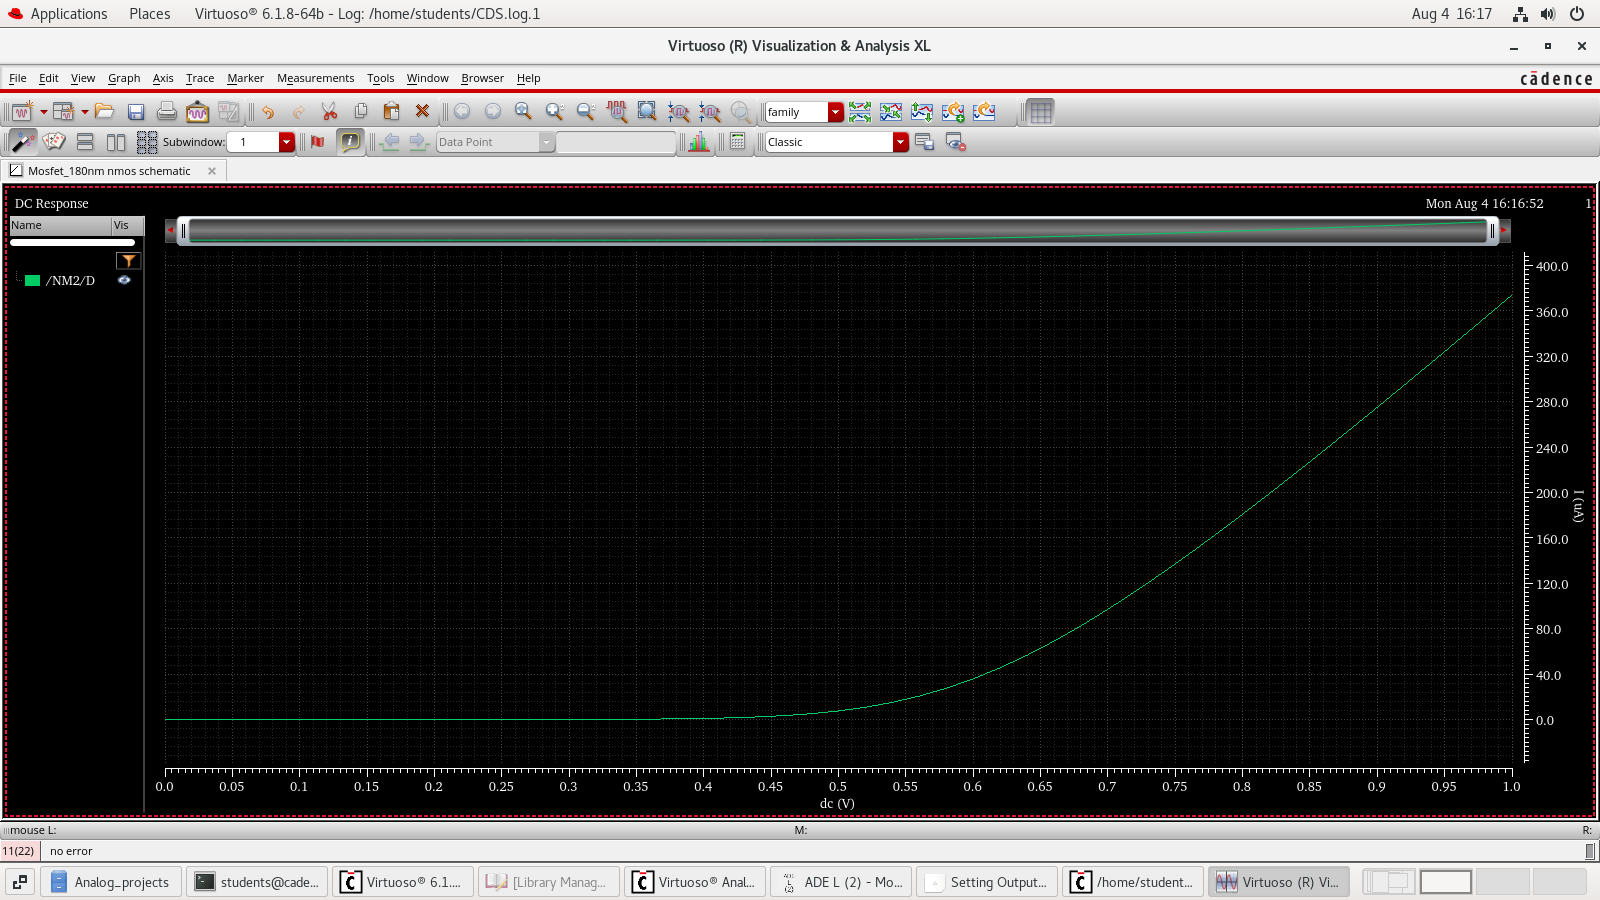 Applications Places Virtuoso® 6.1.8-64b - Log: /home/students/CDS.log.1 Aug 4 16:17
Virtuoso (R) Visualization & Analysis XL
File Edit View Graph Axis Trace Marker Measurements Tools Window Browser Help cādence
family
Subwindow: 1 Data Point Classic
Mosfet_180nm nmos schematic
DC Response Mon Aug 4 16:16:52 1
Name Vis
/NM2/D
400.0
360.0
320.0
280.0
240.0
200.0
160.0
120.0
80.0
40.0
0.0
I (uA)
0.0 0.05 0.1 0.15 0.2 0.25 0.3 0.35 0.4 0.45 0.5 0.55 0.6 0.65 0.7 0.75 0.8 0.85 0.9 0.95 1.0
dc (V)
mouse L: M: R:
11(22) no error
Analog_projects students@cade... Virtuoso® 6.1.... [Library Manag... Virtuoso® Anal... ADE L (2) - Mo... Setting Output... /home/student... Virtuoso (R) Vi...